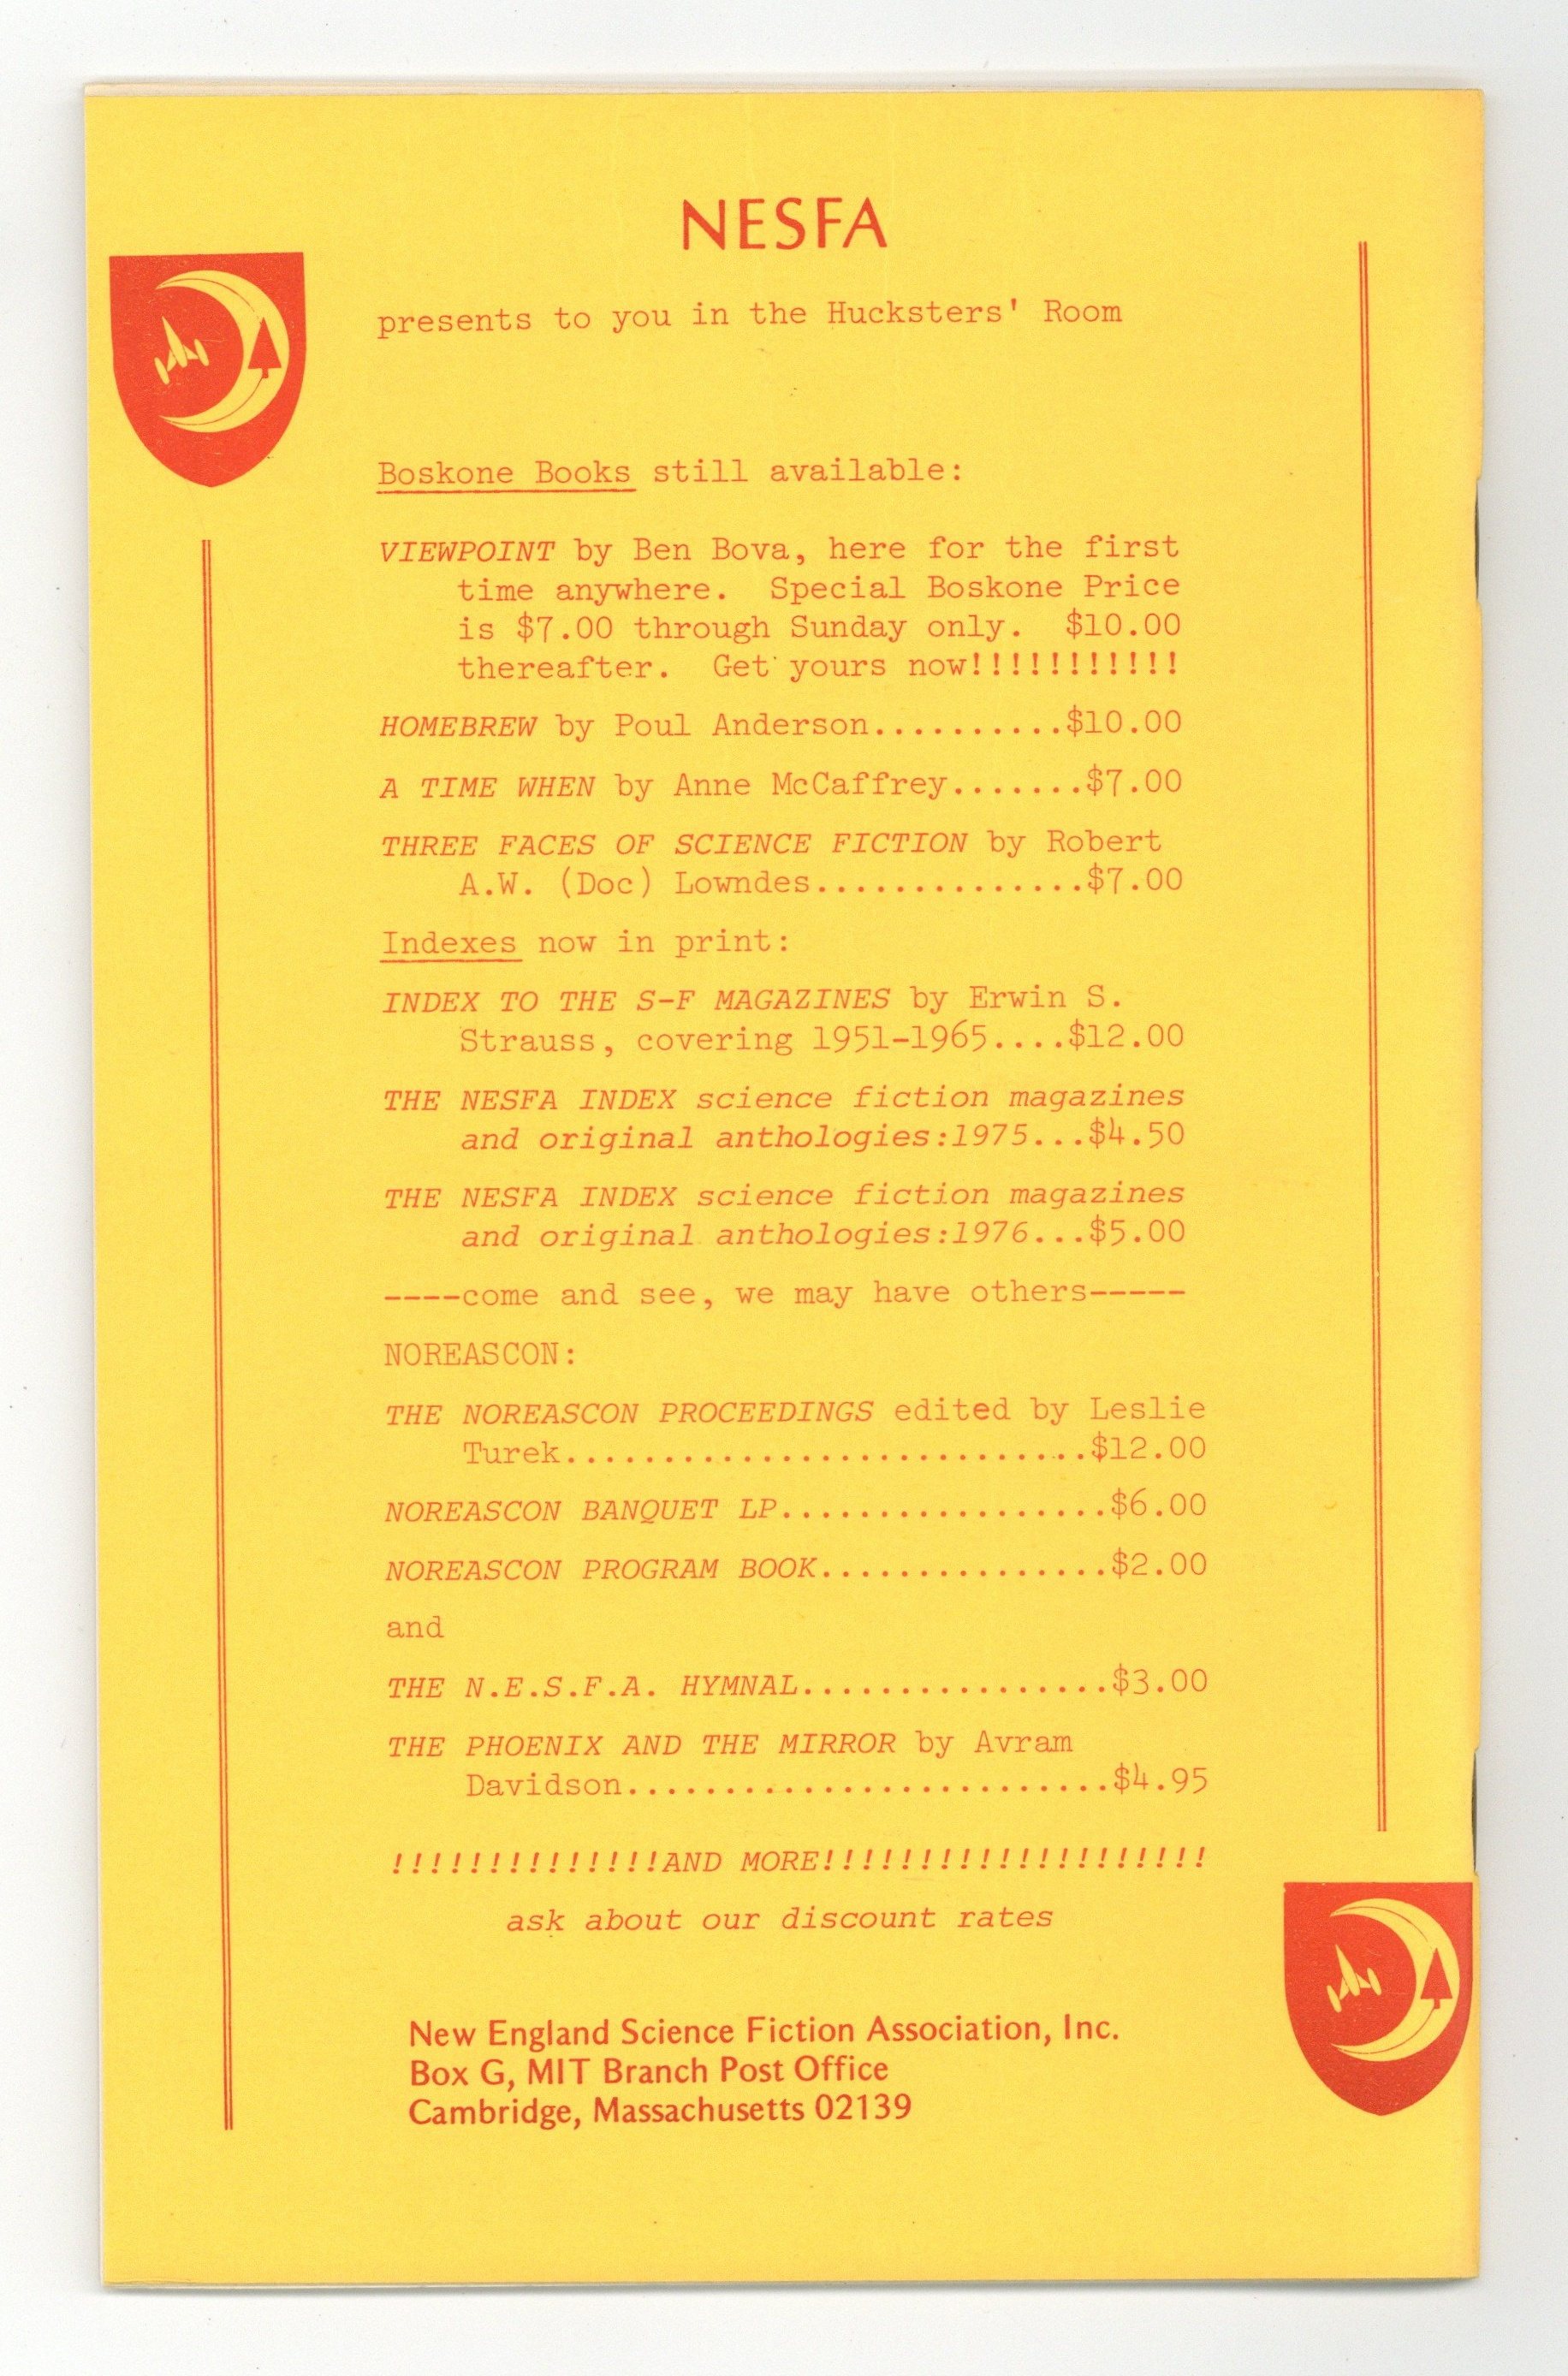 NESFA
presents to you in the Hucksters' Room
Boskone Books still available:
VIEWPOINT by Ben Bova, here for the first
time anywhere.  Special Boskone Price
is $7.00 through Sunday only.  $10.00
thereafter.  Get yours now!!!!!!!!!!!
HOMEBREW by Poul Anderson..........$10.00
A TIME WHEN by Anne McCaffrey.......$7.00
THREE FACES OF SCIENCE FICTION by Robert
A.W. (Doc) Lowndes..............$7.00
Indexes now in print:
INDEX TO THE S-F MAGAZINES by Erwin S.
Strauss, covering 1951-1965....$12.00
THE NESFA INDEX science fiction magazines
and original anthologies:1975...$4.50
THE NESFA INDEX science fiction magazines
and original anthologies:1976...$5.00
----come and see, we may have others-----
NOREASCON:
THE NOREASCON PROCEEDINGS edited by Leslie
Turek...........................$12.00
NOREASCON BANQUET LP.................$6.00
NOREASCON PROGRAM BOOK...............$2.00
and
THE N.E.S.F.A. HYMNAL................$3.00
THE PHOENIX AND THE MIRROR by Avram
Davidson.........................$4.95
!!!!!!!!!!!!!!AND MORE!!!!!!!!!!!!!!!!!!!!
ask about our discount rates
New England Science Fiction Association, Inc.
Box G, MIT Branch Post Office
Cambridge, Massachusetts 02139